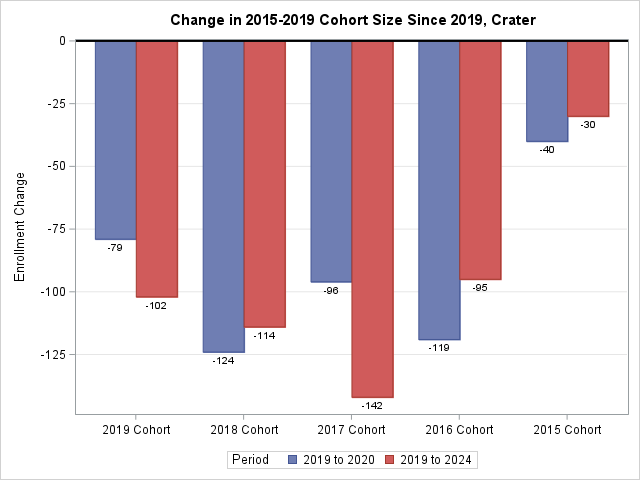 Change in 2015-2019 Cohort Size Since 2019, Crater
Enrollment Change
0
-25
-50
-75
-100
-125
-79
-102
-124
-114
-96
-142
-119
-95
-40
-30
2019 Cohort
2018 Cohort
2017 Cohort
2016 Cohort
2015 Cohort
Period
2019 to 2020
2019 to 2024